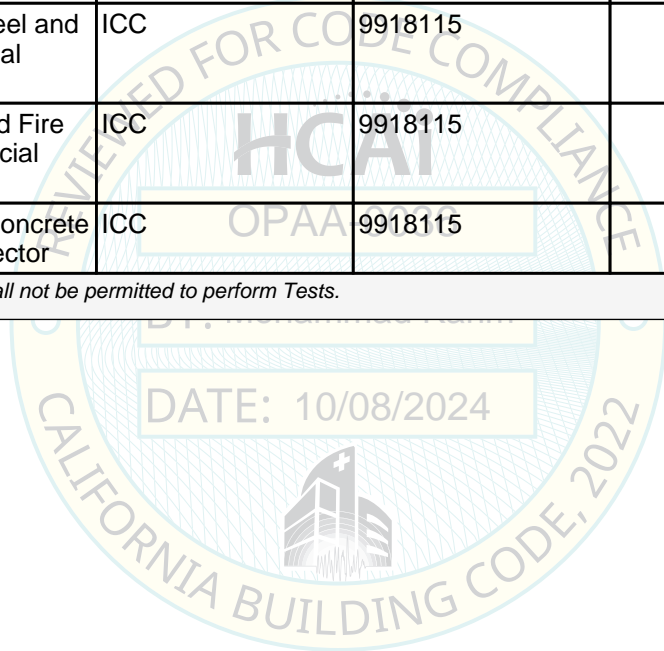 eel and ICC 9918115
al
d Fire ICC 9918115
cial
oncrete ICC 9918115
ector
all not be permitted to perform Tests.
REVIEWED FOR CODE COMPLIANCE
HCAI
DATE: 10/08/2024
CALIFORNIA BUILDING CODE, 2022